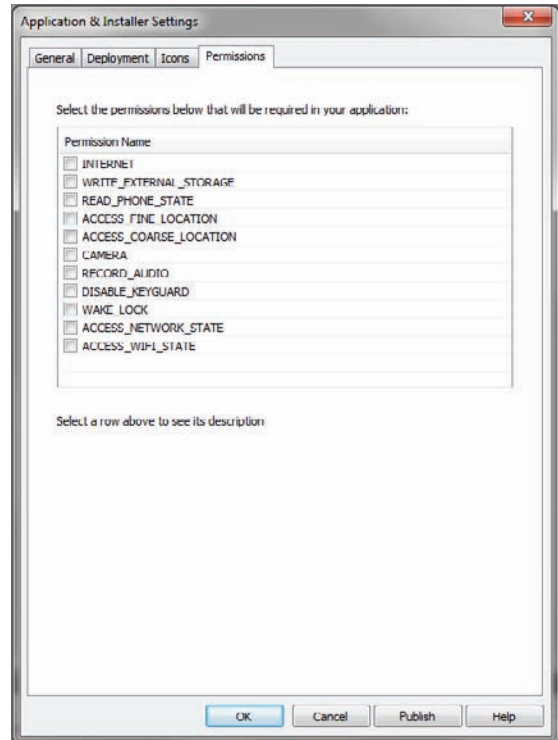 Application & Installer Settings
General Deployment Icons Permissions
Select the permissions below that will be required in your application:
Permission Name
INTERNET
WRITE_EXTERNAL_STORAGE
READ_PHONE_STATE
ACCESS_FINE_LOCATION
ACCESS_COARSE_LOCATION
CAMERA
RECORD_AUDIO
DISABLE_KEYGUARD
WAKE_LOCK
ACCESS_NETWORK_STATE
ACCESS_WIFI_STATE
Select a row above to see its description
OK Cancel Publish Help